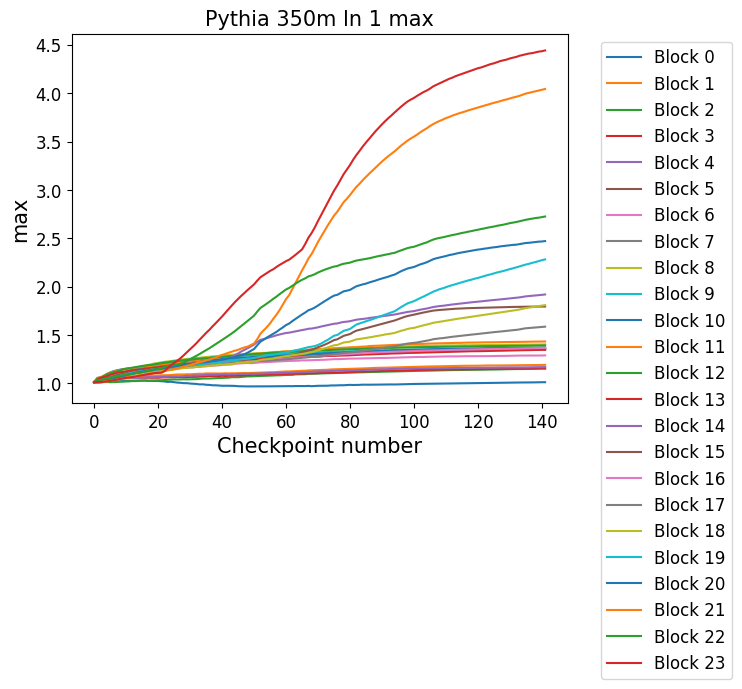 Pythia 350m ln 1 max
max
4.5
4.0
3.5
3.0
2.5
2.0
1.5
1.0
0 20 40 60 80 100 120 140
Checkpoint number
Block 0
Block 1
Block 2
Block 3
Block 4
Block 5
Block 6
Block 7
Block 8
Block 9
Block 10
Block 11
Block 12
Block 13
Block 14
Block 15
Block 16
Block 17
Block 18
Block 19
Block 20
Block 21
Block 22
Block 23